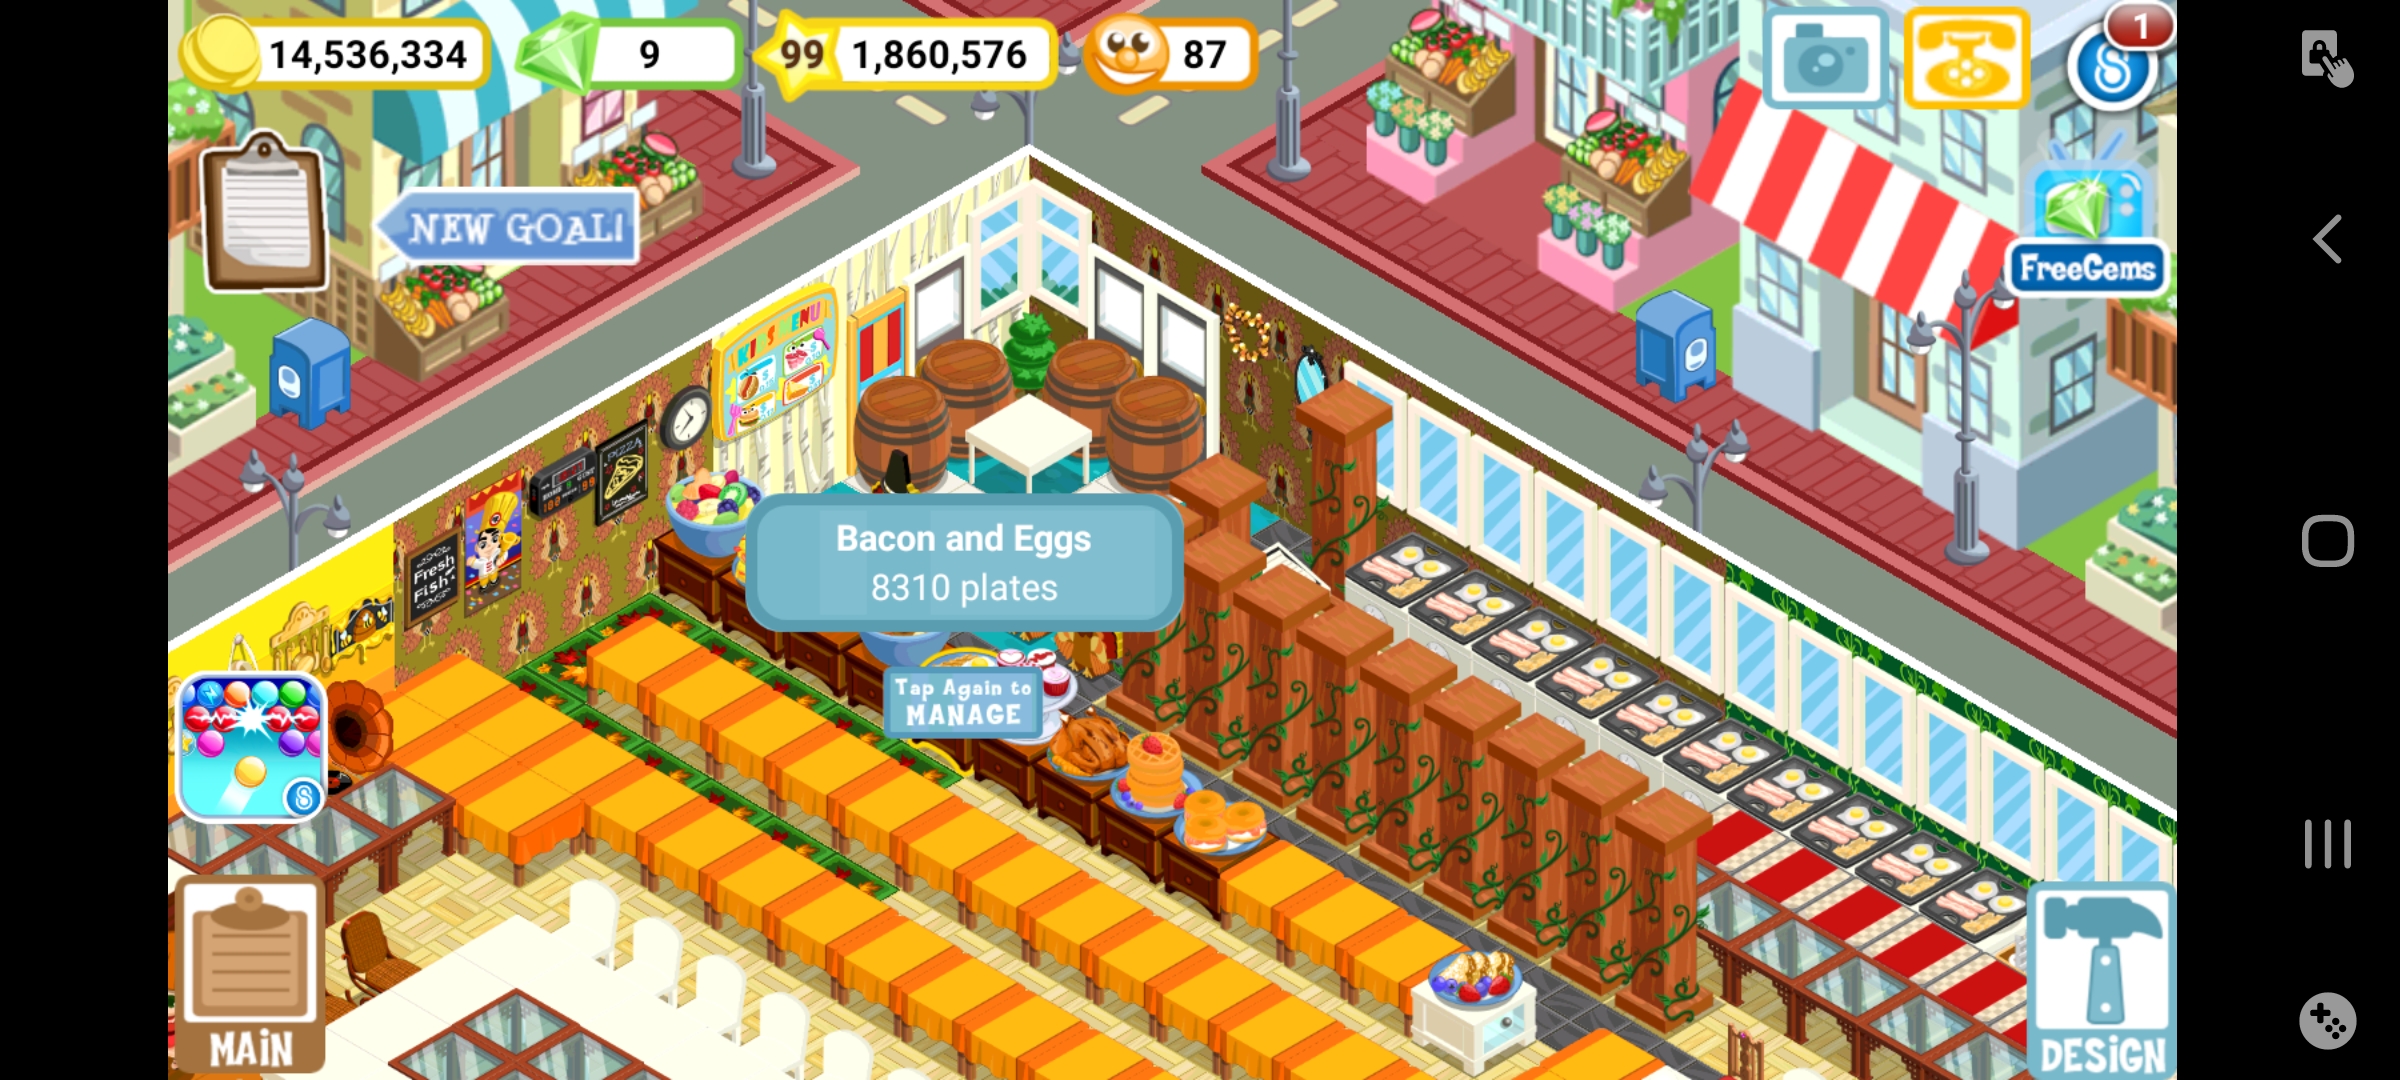 14,536,334
9
99 1,860,576
87
1
NEW GOAL!
FreeGems
PIZZA
Fresh
Fish
Bacon and Eggs
8310 plates
Tap Again to
MANAGE
MAIN
DESIGN